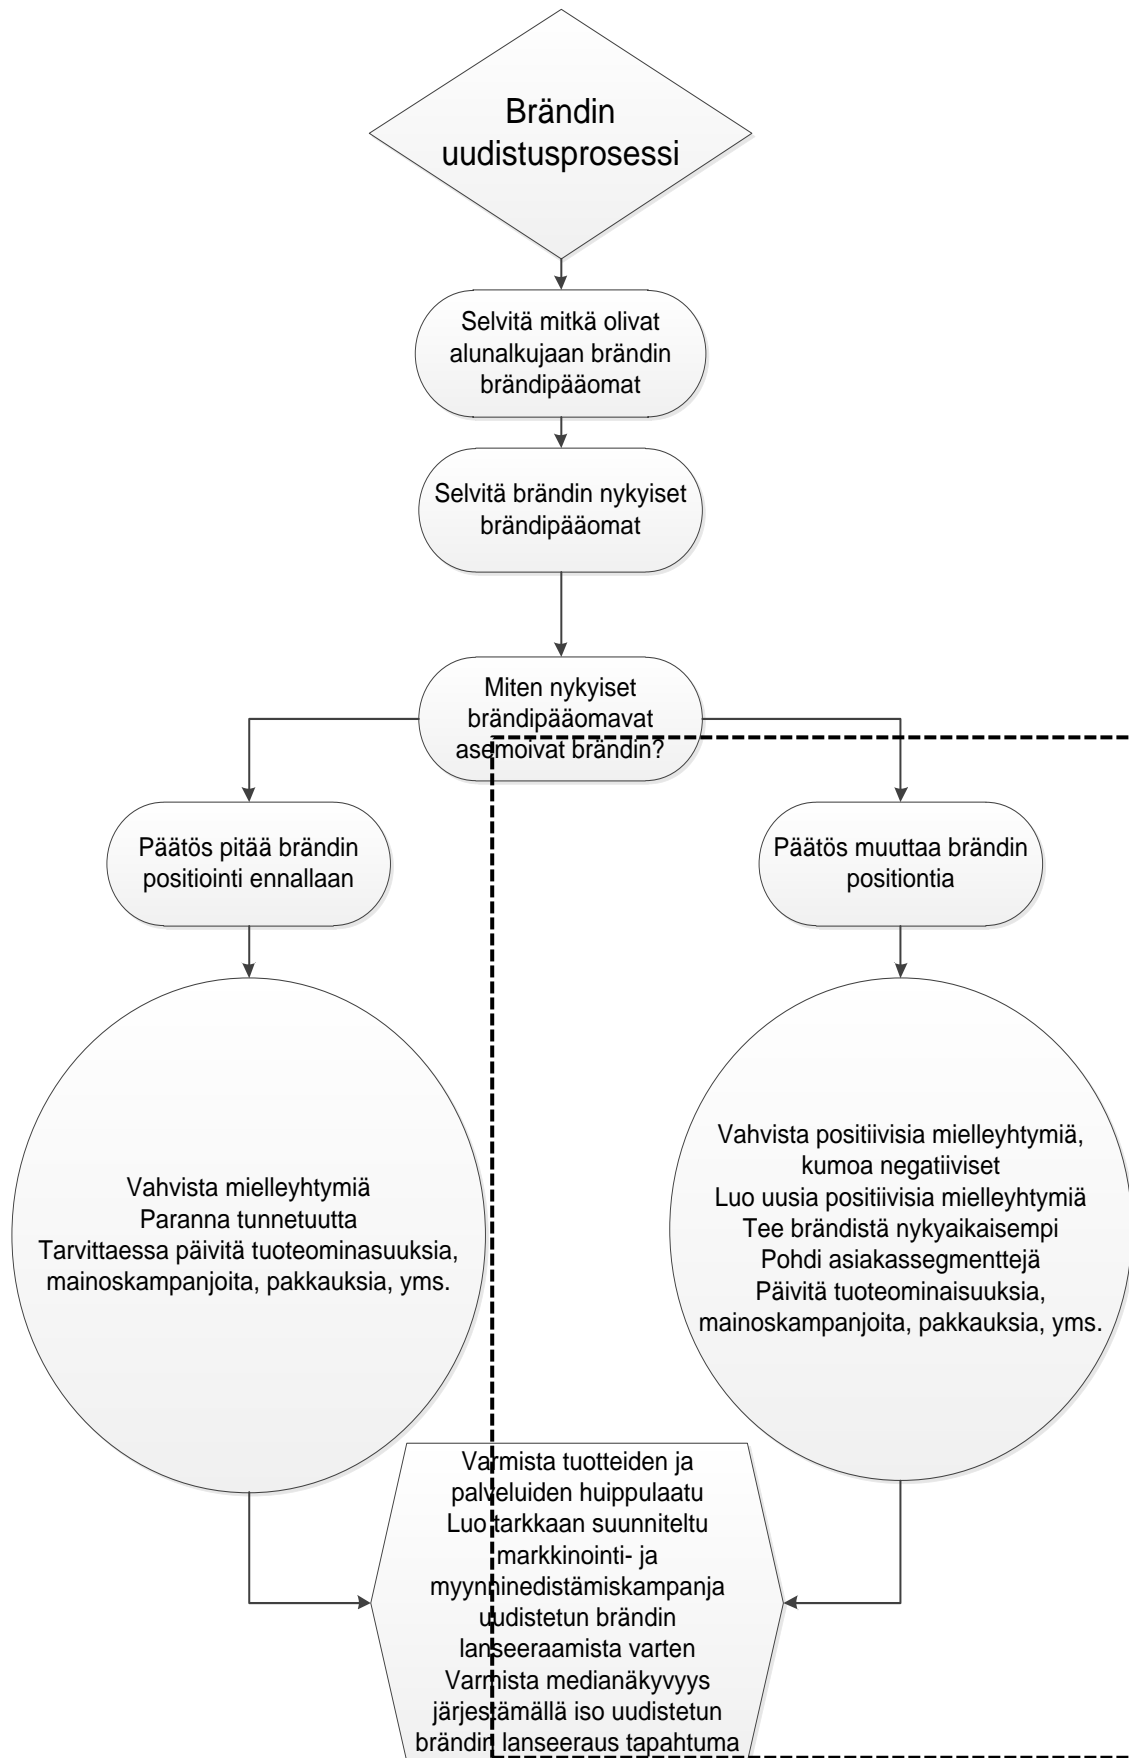 Brändin
uudistusprosessi
Selvitä mitkä olivat
alunalkujaan brändin
brändipääomat
Selvitä brändin nykyiset
brändipääomat
Miten nykyiset
brändipääomavat
asemoivat brändin?
Päätös pitää brändin
positiointi ennallaan
Päätös muuttaa brändin
positiontia
Vahvista mielleyhtymiä
Paranna tunnetuutta
Tarvittaessa päivitä tuoteominasuuksia,
mainoskampanjoita, pakkauksia, yms.
Vahvista positiivisia mielleyhtymiä,
kumoa negatiiviset
Luo uusia positiivisia mielleyhtymiä
Tee brändistä nykyaikaisempi
Pohdi asiakassegmenttejä
Päivitä tuoteominaisuuksia,
mainoskampanjoita, pakkauksia, yms.
Varmista tuotteiden ja
palveluiden huippulaatu
Luo tarkkaan suunniteltu
markkinointi- ja
myynninedistämiskampanja
uudistetun brändin
lanseeraamista varten
Varmista medianäkyvyys
järjestämällä iso uudistetun
brändin lanseeraus tapahtuma